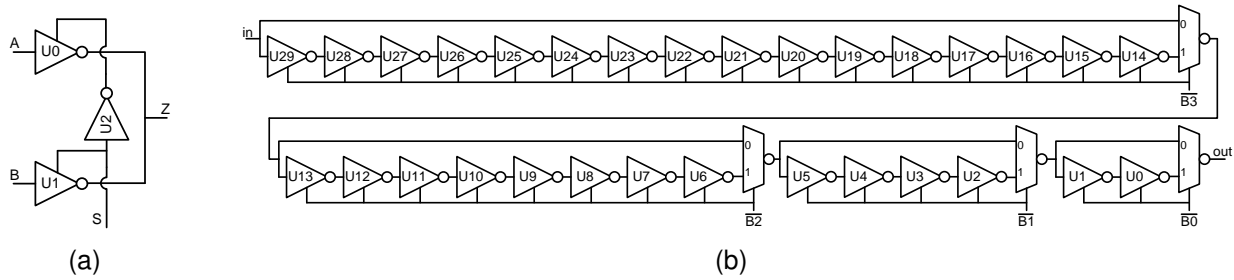 A
U0
U2
Z
B
U1
S
(a)
in
U29 U28 U27 U26 U25 U24 U23 U22 U21 U20 U19 U18 U17 U16 U15 U14
0
1
B3
U13 U12 U11 U10 U9 U8 U7 U6
0
1
B2
U5 U4 U3 U2
0
1
B1
U1 U0
0
1
B0
out
(b)